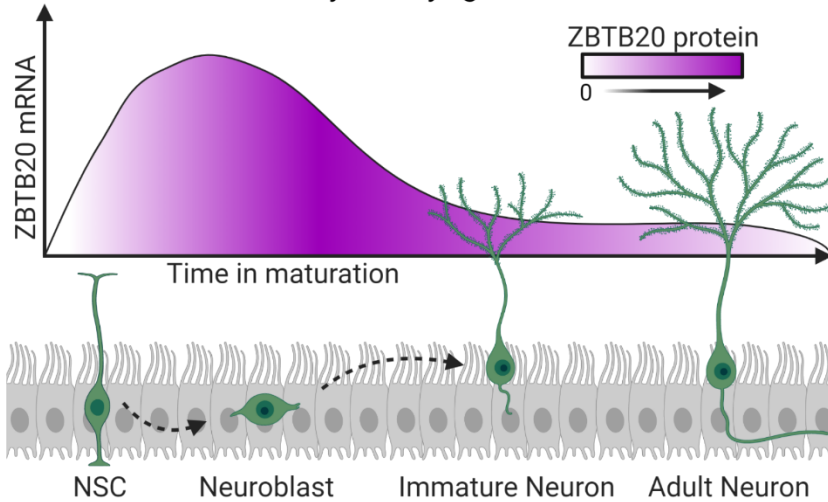 ZBTB20 protein
0
ZBTB20 mRNA
Time in maturation
NSC
Neuroblast
Immature Neuron
Adult Neuron